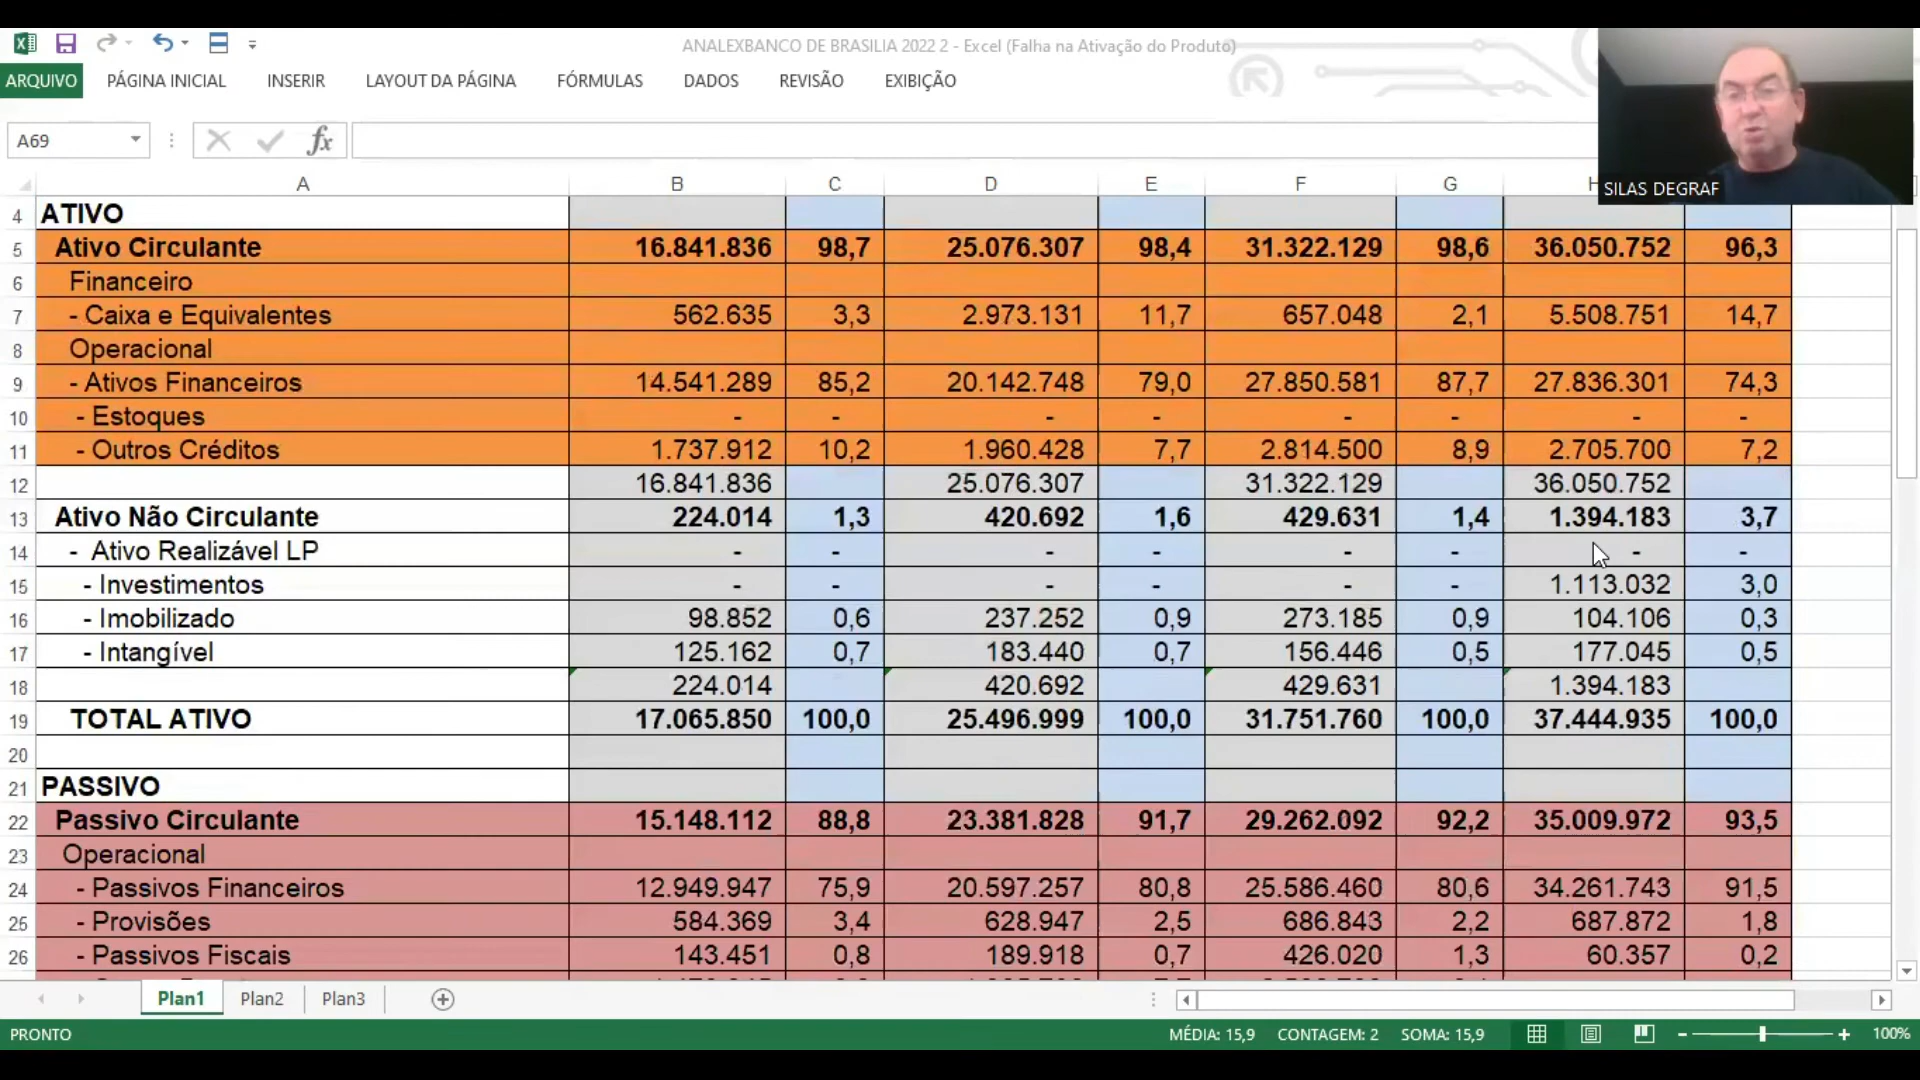 ANALEXBANCO DE BRASILIA 2022 2 - Excel (Falha na Ativação do Produto)
ARQUIVO PÁGINA INICIAL INSERIR LAYOUT DA PÁGINA FÓRMULAS DADOS REVISÃO EXIBIÇÃO
SILAS DEGRAF
A69 fx
A B C D E F G H
4 ATIVO
5 Ativo Circulante 16.841.836 98,7 25.076.307 98,4 31.322.129 98,6 36.050.752 96,3
6 Financeiro
7 - Caixa e Equivalentes 562.635 3,3 2.973.131 11,7 657.048 2,1 5.508.751 14,7
8 Operacional
9 - Ativos Financeiros 14.541.289 85,2 20.142.748 79,0 27.850.581 87,7 27.836.301 74,3
10 - Estoques - - - - - - - -
11 - Outros Créditos 1.737.912 10,2 1.960.428 7,7 2.814.500 8,9 2.705.700 7,2
12 16.841.836 25.076.307 31.322.129 36.050.752
13 Ativo Não Circulante 224.014 1,3 420.692 1,6 429.631 1,4 1.394.183 3,7
14 - Ativo Realizável LP - - - - - - - -
15 - Investimentos - - - - - - 1.113.032 3,0
16 - Imobilizado 98.852 0,6 237.252 0,9 273.185 0,9 104.106 0,3
17 - Intangível 125.162 0,7 183.440 0,7 156.446 0,5 177.045 0,5
18 224.014 420.692 429.631 1.394.183
19 TOTAL ATIVO 17.065.850 100,0 25.496.999 100,0 31.751.760 100,0 37.444.935 100,0
20
21 PASSIVO
22 Passivo Circulante 15.148.112 88,8 23.381.828 91,7 29.262.092 92,2 35.009.972 93,5
23 Operacional
24 - Passivos Financeiros 12.949.947 75,9 20.597.257 80,8 25.586.460 80,6 34.261.743 91,5
25 - Provisões 584.369 3,4 628.947 2,5 686.843 2,2 687.872 1,8
26 - Passivos Fiscais 143.451 0,8 189.918 0,7 426.020 1,3 60.357 0,2
Plan1 Plan2 Plan3
PRONTO MÉDIA: 15,9 CONTAGEM: 2 SOMA: 15,9 100%